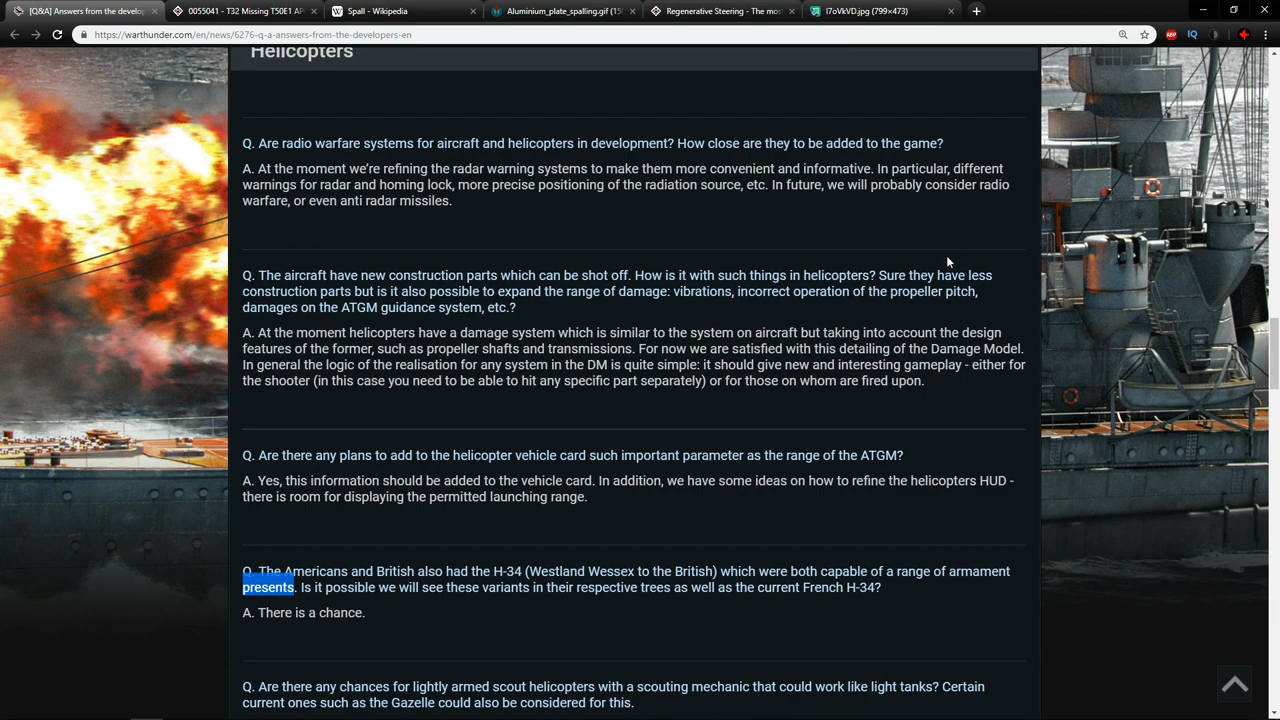 [Q&A] Answers from the develop
0055041 - T32 Missing T50E1 AP
Spall - Wikipedia
Aluminium_plate_spalling.gif (15
Regenerative Steering - The mos
l7oVkVD.jpg (799×473)
https://warthunder.com/en/news/6276-q-a-answers-from-the-developers-en
ABP
IQ
Helicopters
Q. Are radio warfare systems for aircraft and helicopters in development? How close are they to be added to the game?
A. At the moment we're refining the radar warning systems to make them more convenient and informative. In particular, different
warnings for radar and homing lock, more precise positioning of the radiation source, etc. In future, we will probably consider radio
warfare, or even anti radar missiles.
Q. The aircraft have new construction parts which can be shot off. How is it with such things in helicopters? Sure they have less
construction parts but is it also possible to expand the range of damage: vibrations, incorrect operation of the propeller pitch,
damages on the ATGM guidance system, etc.?
A. At the moment helicopters have a damage system which is similar to the system on aircraft but taking into account the design
features of the former, such as propeller shafts and transmissions. For now we are satisfied with this detailing of the Damage Model.
In general the logic of the realisation for any system in the DM is quite simple: it should give new and interesting gameplay - either for
the shooter (in this case you need to be able to hit any specific part separately) or for those on whom are fired upon.
Q. Are there any plans to add to the helicopter vehicle card such important parameter as the range of the ATGM?
A. Yes, this information should be added to the vehicle card. In addition, we have some ideas on how to refine the helicopters HUD -
there is room for displaying the permitted launching range.
Q. The Americans and British also had the H-34 (Westland Wessex to the British) which were both capable of a range of armament
presents. Is it possible we will see these variants in their respective trees as well as the current French H-34?
A. There is a chance.
Q. Are there any chances for lightly armed scout helicopters with a scouting mechanic that could work like light tanks? Certain
current ones such as the Gazelle could also be considered for this.